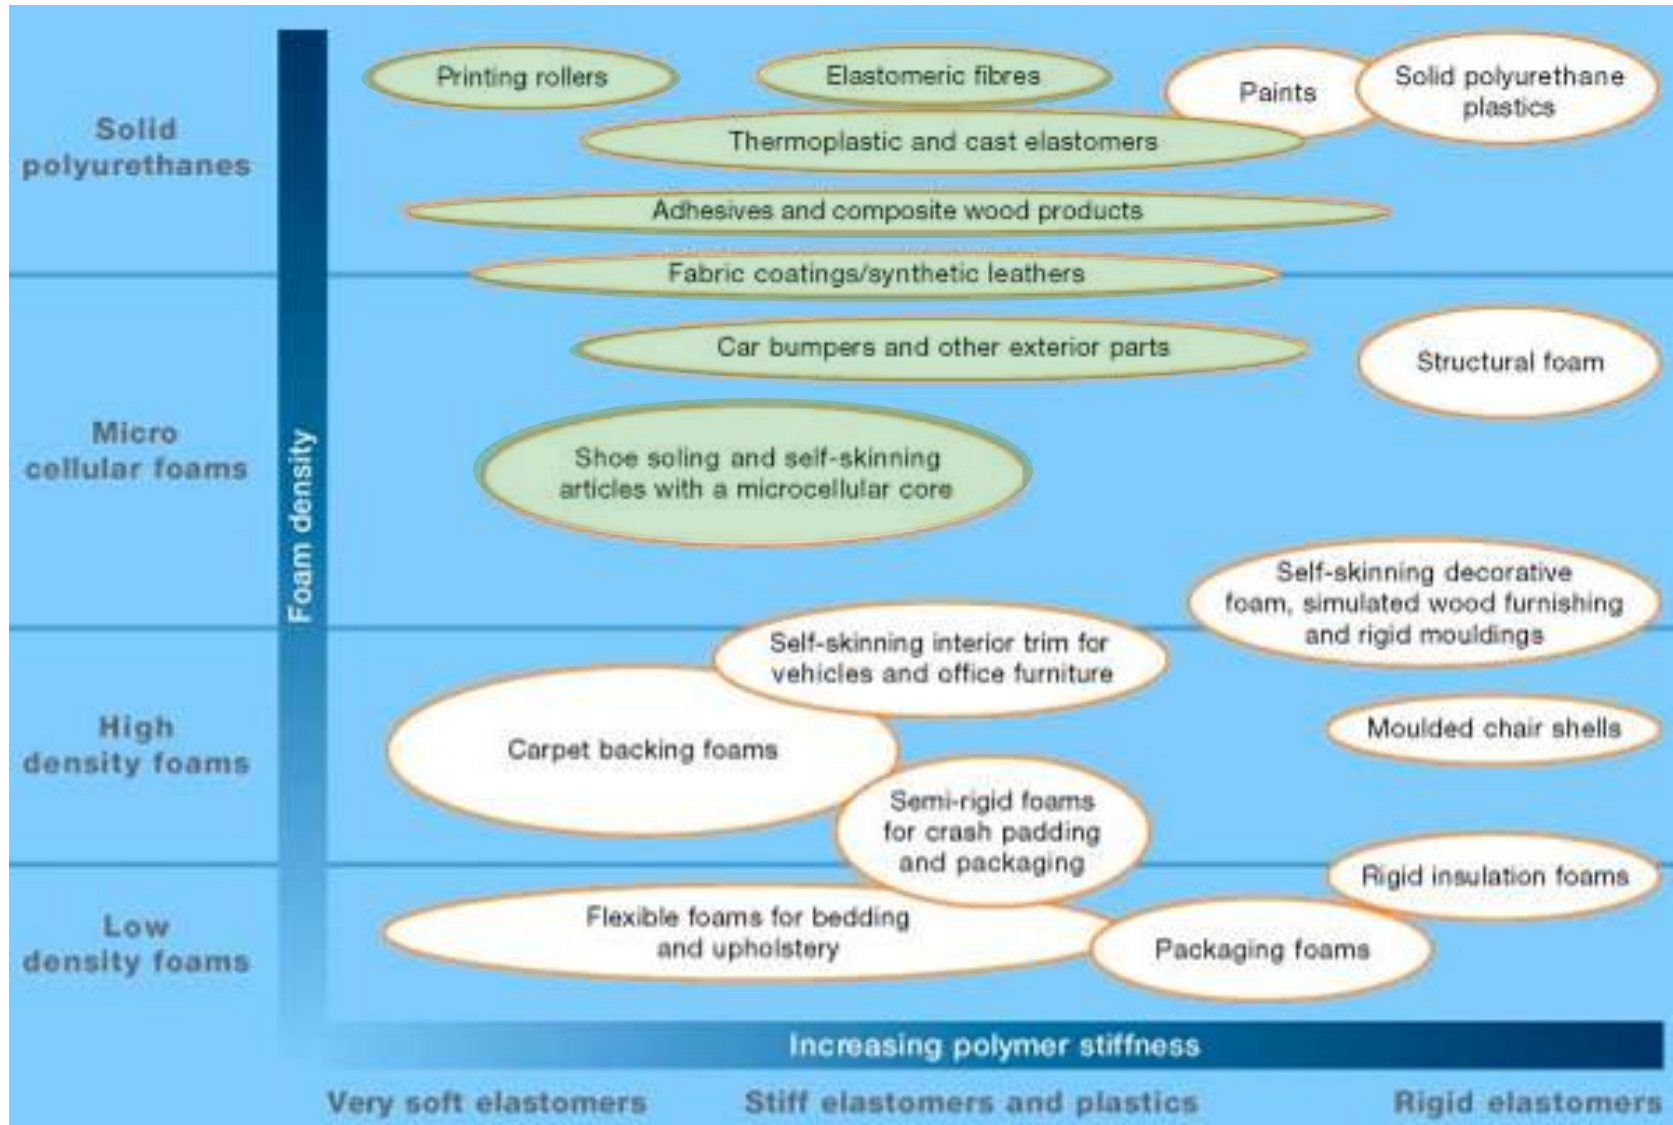 Printing rollers
Elastomeric fibres
Paints
Solid polyurethane
plastics
Solid
polyurethanes
Thermoplastic and cast elastomers
Adhesives and composite wood products
Fabric coatings/synthetic leathers
Car bumpers and other exterior parts
Structural foam
Micro
cellular foams
Shoe soling and self-skinning
articles with a microcellular core
Foam density
Self-skinning decorative
foam, simulated wood furnishing
and rigid mouldings
Self-skinning interior trim for
vehicles and office furniture
High
density foams
Carpet backing foams
Moulded chair shells
Semi-rigid foams
for crash padding
and packaging
Rigid insulation foams
Low
density foams
Flexible foams for bedding
and upholstery
Packaging foams
Increasing polymer stiffness
Very soft elastomers
Stiff elastomers and plastics
Rigid elastomers